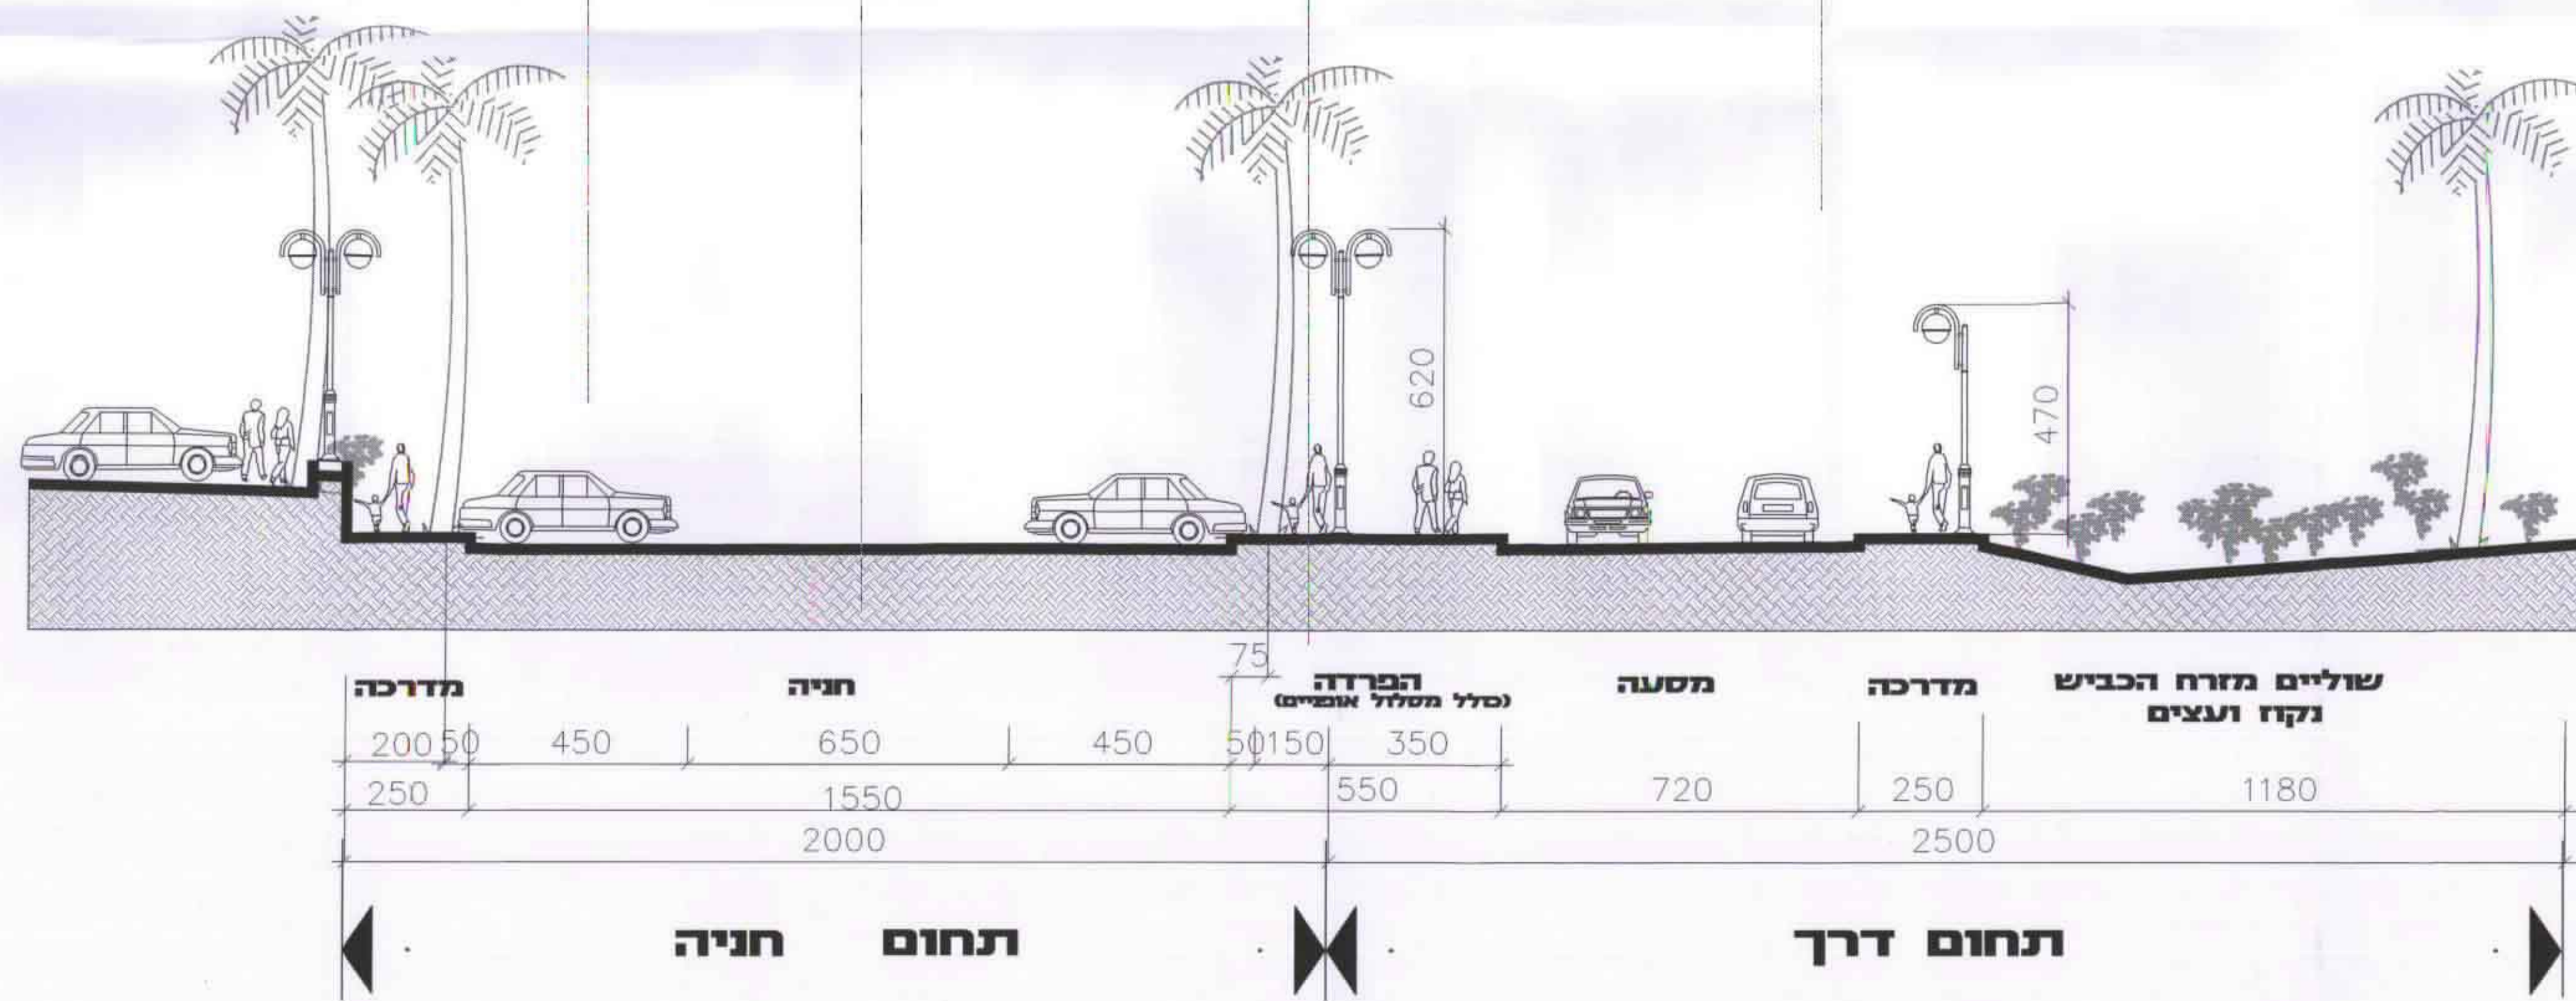 620
470
75
מדרכה
חניה
הפרדה
(כולל מסלול אופניים)
מסעה
מדרכה
שוליים מזרח הכביש
נקוז ועצים
200 50 450 650 450 50 150 350
250 1550 550 720 250 1180
2000 2500
תחום חניה
תחום דרך